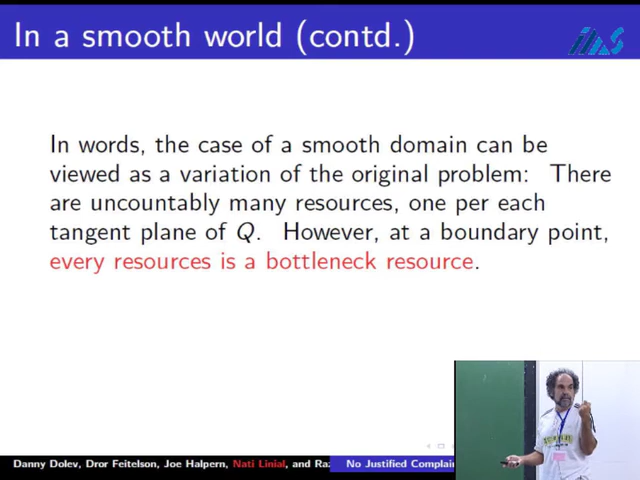 In a smooth world (contd.)
In words, the case of a smooth domain can be
viewed as a variation of the original problem: There
are uncountably many resources, one per each
tangent plane of Q. However, at a boundary point,
every resources is a bottleneck resource.
Danny Dolev, Dror Feitelson, Joe Halpern, Nati Linial, and Raz
No Justified Complain